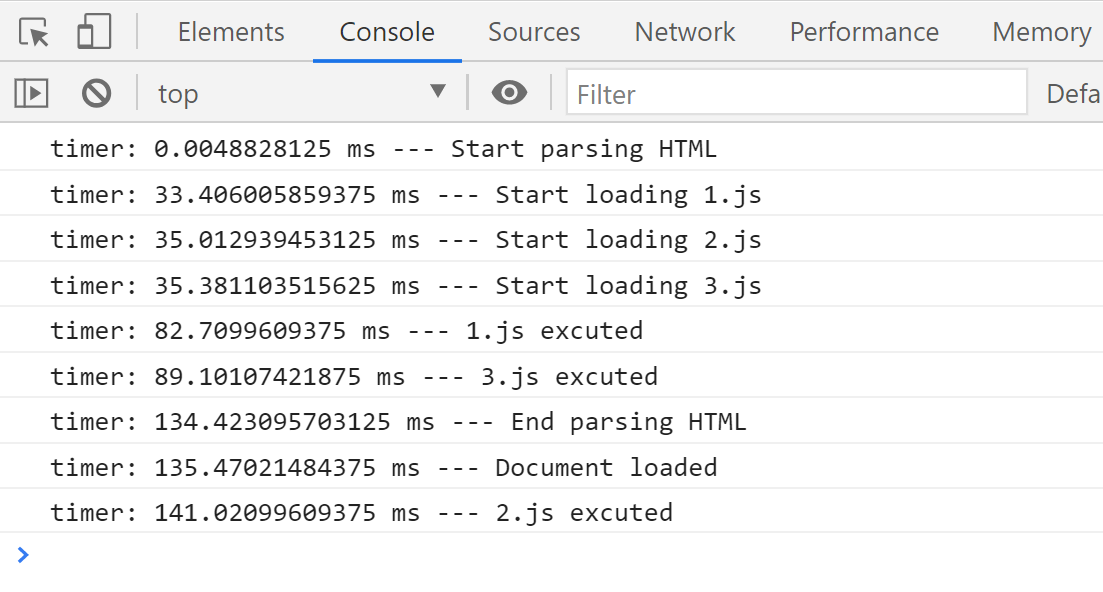 Elements Console Sources Network Performance Memory
top Filter Defa
timer: 0.0048828125 ms --- Start parsing HTML
timer: 33.406005859375 ms --- Start loading 1.js
timer: 35.012939453125 ms --- Start loading 2.js
timer: 35.381103515625 ms --- Start loading 3.js
timer: 82.7099609375 ms --- 1.js excuted
timer: 89.10107421875 ms --- 3.js excuted
timer: 134.423095703125 ms --- End parsing HTML
timer: 135.47021484375 ms --- Document loaded
timer: 141.02099609375 ms --- 2.js excuted